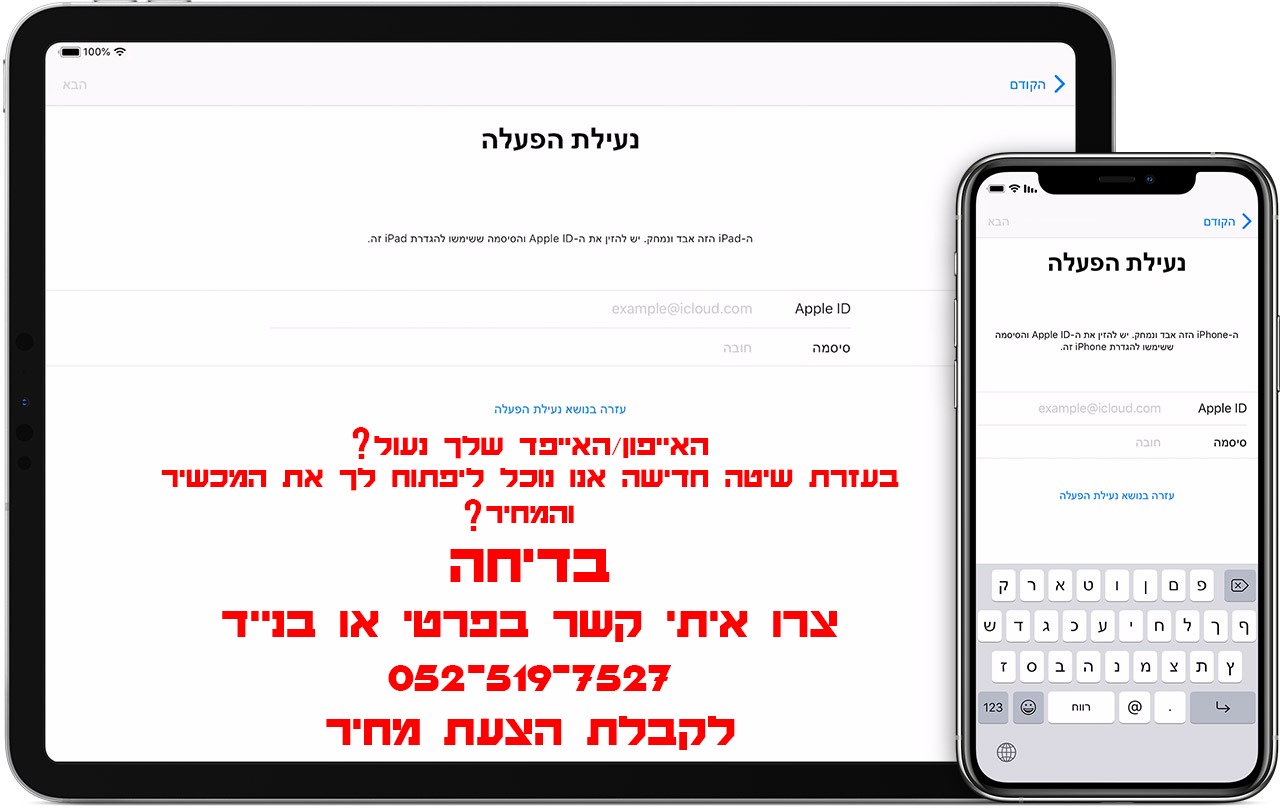 100%
הקודם
הבא
נעילת הפעלה
ה-iPad הזה אבד ונמחק. יש להזין את ה-Apple ID והסיסמה ששימשו להגדרת iPad זה.
Apple ID example@icloud.com
סיסמה חובה
עזרה בנושא נעילת הפעלה
האייפון/האייפד שלך נעול?
בעזרת שיטה חדישה אנו נוכל ליפתוח לך את המכשיר
והמחיר?
בדיחה
צרו איתי קשר בפרטי או בנייד
052-519-7527
לקבלת הצעת מחיר
הקודם
הבא
נעילת הפעלה
ה-iPhone הזה אבד ונמחק. יש להזין את ה-Apple ID והסיסמה
ששימשו להגדרת iPhone זה.
Apple ID example@icloud.com
סיסמה חובה
עזרה בנושא נעילת הפעלה
ק ר א ט ו ן ם פ
ש ד ג כ ע י ח ל ך ף
ז ס ב ה נ מ צ ת ץ
123 רווח @ .